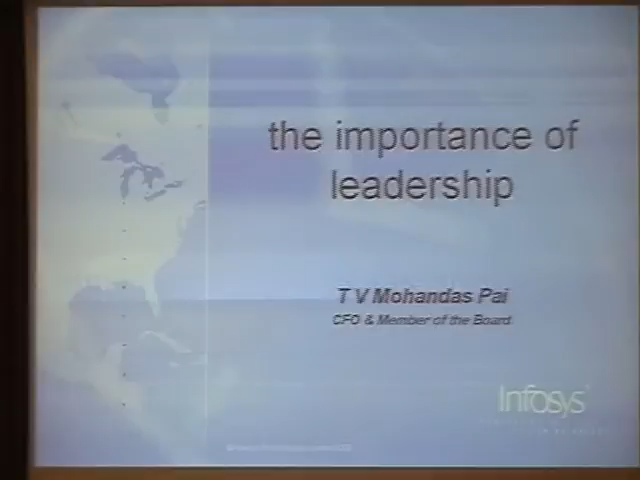 the importance of
leadership
T V Mohandas Pai
CFO & Member of the Board
Infosys